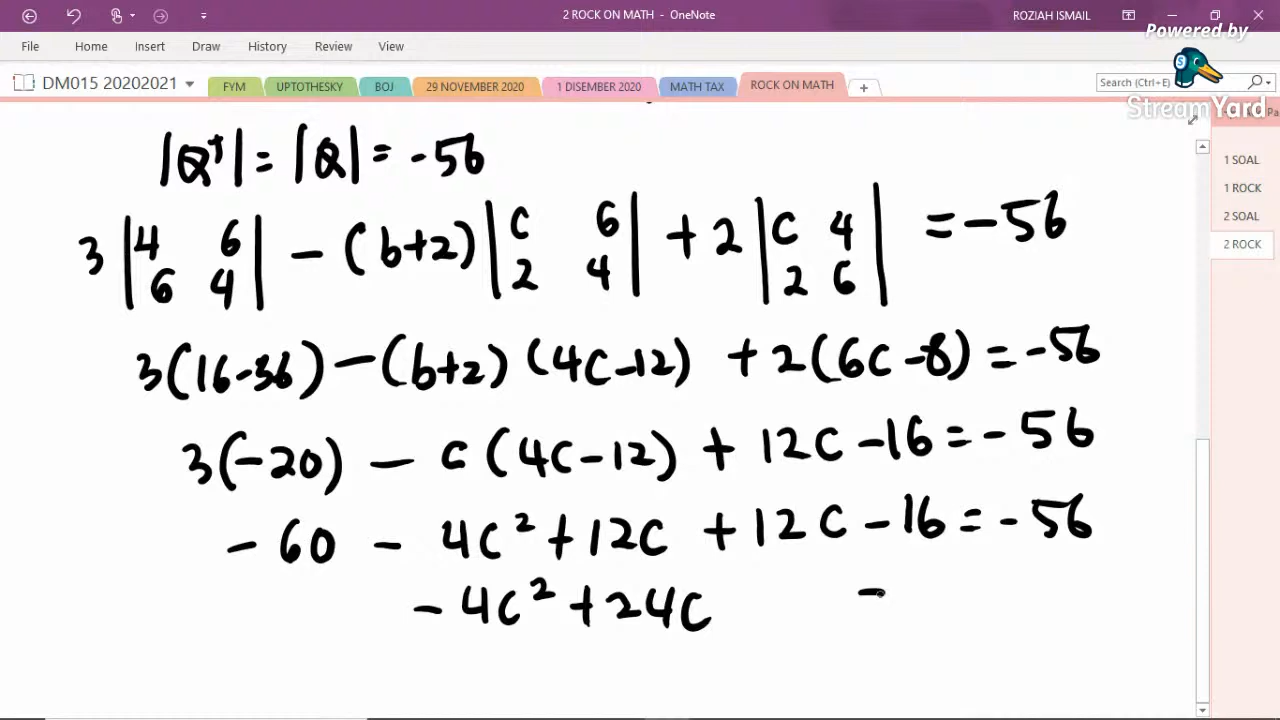 2 ROCK ON MATH - OneNote
ROZIAH ISMAIL
Powered by
File Home Insert Draw History Review View
DM015 20202021 FYM UPTOTHESKY BOJ 29 NOVEMBER 2020 1 DISEMBER 2020 MATH TAX ROCK ON MATH + Search (Ctrl+E)
StreamYard
Pa
1 SOAL
1 ROCK
2 SOAL
2 ROCK
|Qᵀ| = |Q| = -56
3 |4 6; 6 4| - (b+2) |C 6; 2 4| + 2 |C 4; 2 6| = -56
3(16-36) - (b+2) (4C-12) + 2(6C-8) = -56
3(-20) - C(4C-12) + 12C - 16 = -56
-60 - 4C² + 12C + 12C - 16 = -56
-4C² + 24C -